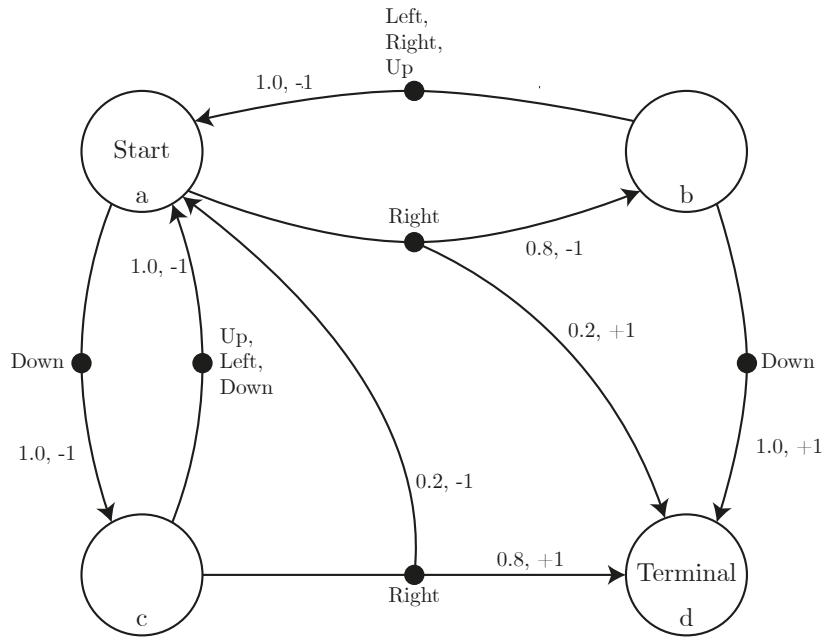 Left,
Right,
Up
1.0, -1
Start
a
b
Right
0.8, -1
1.0, -1
0.2, +1
Down
Up,
Left,
Down
Down
1.0, -1
1.0, +1
0.2, -1
0.8, +1
Terminal
Right
c
d